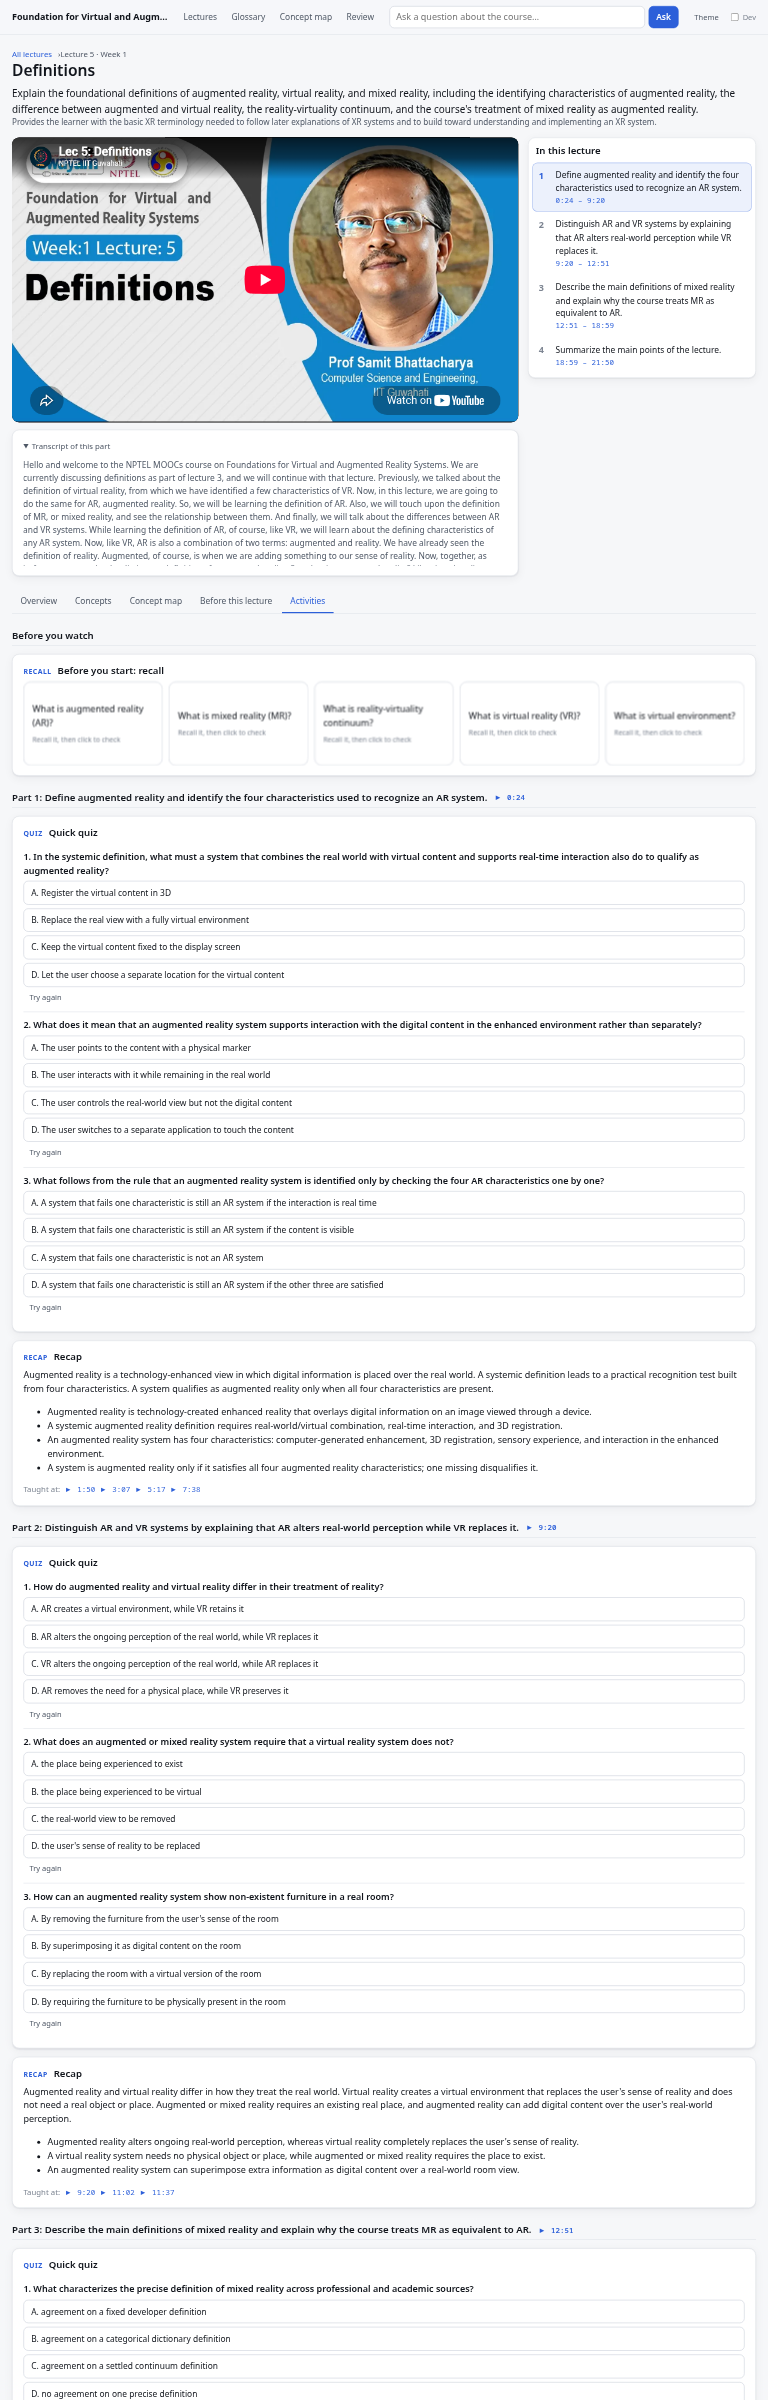 Foundation for Virtual and Augm...
Lectures
Glossary
Concept map
Review
Ask a question about the course...
Ask
Theme
Dev
All lectures ›Lecture 5 · Week 1
Definitions
Explain the foundational definitions of augmented reality, virtual reality, and mixed reality, including the identifying characteristics of augmented reality, the
difference between augmented and virtual reality, the reality-virtuality continuum, and the course's treatment of mixed reality as augmented reality.
Provides the learner with the basic XR terminology needed to follow later explanations of XR systems and to build toward understanding and implementing an XR system.
Lec 5: Definitions
NPTEL IIT Guwahati
NPTEL
Foundation for Virtual and
Augmented Reality Systems
Week:1 Lecture: 5
Definitions
Prof Samit Bhattacharya
Computer Science and Engineering,
IIT Guwahati
Watch on YouTube
In this lecture
1 Define augmented reality and identify the four
characteristics used to recognize an AR system.
0:24 – 9:20
2 Distinguish AR and VR systems by explaining
that AR alters real-world perception while VR
replaces it.
9:20 – 12:51
3 Describe the main definitions of mixed reality
and explain why the course treats MR as
equivalent to AR.
12:51 – 18:59
4 Summarize the main points of the lecture.
18:59 – 21:50
▼ Transcript of this part
Hello and welcome to the NPTEL MOOCs course on Foundations for Virtual and Augmented Reality Systems. We are
currently discussing definitions as part of lecture 3, and we will continue with that lecture. Previously, we talked about the
definition of virtual reality, from which we have identified a few characteristics of VR. Now, in this lecture, we are going to
do the same for AR, augmented reality. So, we will be learning the definition of AR. Also, we will touch upon the definition
of MR, or mixed reality, and see the relationship between them. And finally, we will talk about the differences between AR
and VR systems. While learning the definition of AR, of course, like VR, we will learn about the defining characteristics of
any AR system. Now, like VR, AR is also a combination of two terms: augmented and reality. We have already seen the
definition of reality. Augmented, of course, is when we are adding something to our sense of reality. Now, together, as
Overview
Concepts
Concept map
Before this lecture
Activities
Before you watch
RECALL Before you start: recall
What is augmented reality
(AR)?
Recall it, then click to check
What is mixed reality (MR)?
Recall it, then click to check
What is reality-virtuality
continuum?
Recall it, then click to check
What is virtual reality (VR)?
Recall it, then click to check
What is virtual environment?
Recall it, then click to check
Part 1: Define augmented reality and identify the four characteristics used to recognize an AR system. ► 0:24
QUIZ Quick quiz
1. In the systemic definition, what must a system that combines the real world with virtual content and supports real-time interaction also do to qualify as
augmented reality?
A. Register the virtual content in 3D
B. Replace the real view with a fully virtual environment
C. Keep the virtual content fixed to the display screen
D. Let the user choose a separate location for the virtual content
Try again
2. What does it mean that an augmented reality system supports interaction with the digital content in the enhanced environment rather than separately?
A. The user points to the content with a physical marker
B. The user interacts with it while remaining in the real world
C. The user controls the real-world view but not the digital content
D. The user switches to a separate application to touch the content
Try again
3. What follows from the rule that an augmented reality system is identified only by checking the four AR characteristics one by one?
A. A system that fails one characteristic is still an AR system if the interaction is real time
B. A system that fails one characteristic is still an AR system if the content is visible
C. A system that fails one characteristic is not an AR system
D. A system that fails one characteristic is still an AR system if the other three are satisfied
Try again
RECAP Recap
Augmented reality is a technology-enhanced view in which digital information is placed over the real world. A systemic definition leads to a practical recognition test built
from four characteristics. A system qualifies as augmented reality only when all four characteristics are present.
• Augmented reality is technology-created enhanced reality that overlays digital information on an image viewed through a device.
• A systemic augmented reality definition requires real-world/virtual combination, real-time interaction, and 3D registration.
• An augmented reality system has four characteristics: computer-generated enhancement, 3D registration, sensory experience, and interaction in the enhanced
environment.
• A system is augmented reality only if it satisfies all four augmented reality characteristics; one missing disqualifies it.
Taught at: ► 1:50 ► 3:07 ► 5:17 ► 7:38
Part 2: Distinguish AR and VR systems by explaining that AR alters real-world perception while VR replaces it. ► 9:20
QUIZ Quick quiz
1. How do augmented reality and virtual reality differ in their treatment of reality?
A. AR creates a virtual environment, while VR retains it
B. AR alters the ongoing perception of the real world, while VR replaces it
C. VR alters the ongoing perception of the real world, while AR replaces it
D. AR removes the need for a physical place, while VR preserves it
Try again
2. What does an augmented or mixed reality system require that a virtual reality system does not?
A. the place being experienced to exist
B. the place being experienced to be virtual
C. the real-world view to be removed
D. the user's sense of reality to be replaced
Try again
3. How can an augmented reality system show non-existent furniture in a real room?
A. By removing the furniture from the user's sense of the room
B. By superimposing it as digital content on the room
C. By replacing the room with a virtual version of the room
D. By requiring the furniture to be physically present in the room
Try again
RECAP Recap
Augmented reality and virtual reality differ in how they treat the real world. Virtual reality creates a virtual environment that replaces the user's sense of reality and does
not need a real object or place. Augmented or mixed reality requires an existing real place, and augmented reality can add digital content over the user's real-world
perception.
• Augmented reality alters ongoing real-world perception, whereas virtual reality completely replaces the user's sense of reality.
• A virtual reality system needs no physical object or place, while augmented or mixed reality requires the place to exist.
• An augmented reality system can superimpose extra information as digital content over a real-world room view.
Taught at: ► 9:20 ► 11:02 ► 11:37
Part 3: Describe the main definitions of mixed reality and explain why the course treats MR as equivalent to AR. ► 12:51
QUIZ Quick quiz
1. What characterizes the precise definition of mixed reality across professional and academic sources?
A. agreement on a fixed developer definition
B. agreement on a categorical dictionary definition
C. agreement on a settled continuum definition
D. no agreement on one precise definition